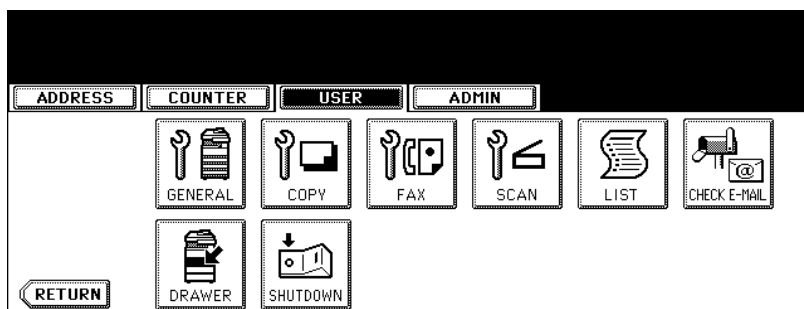 ADDRESS COUNTER USER ADMIN
GENERAL COPY FAX SCAN LIST CHECK E-MAIL
@
RETURN DRAWER SHUTDOWN